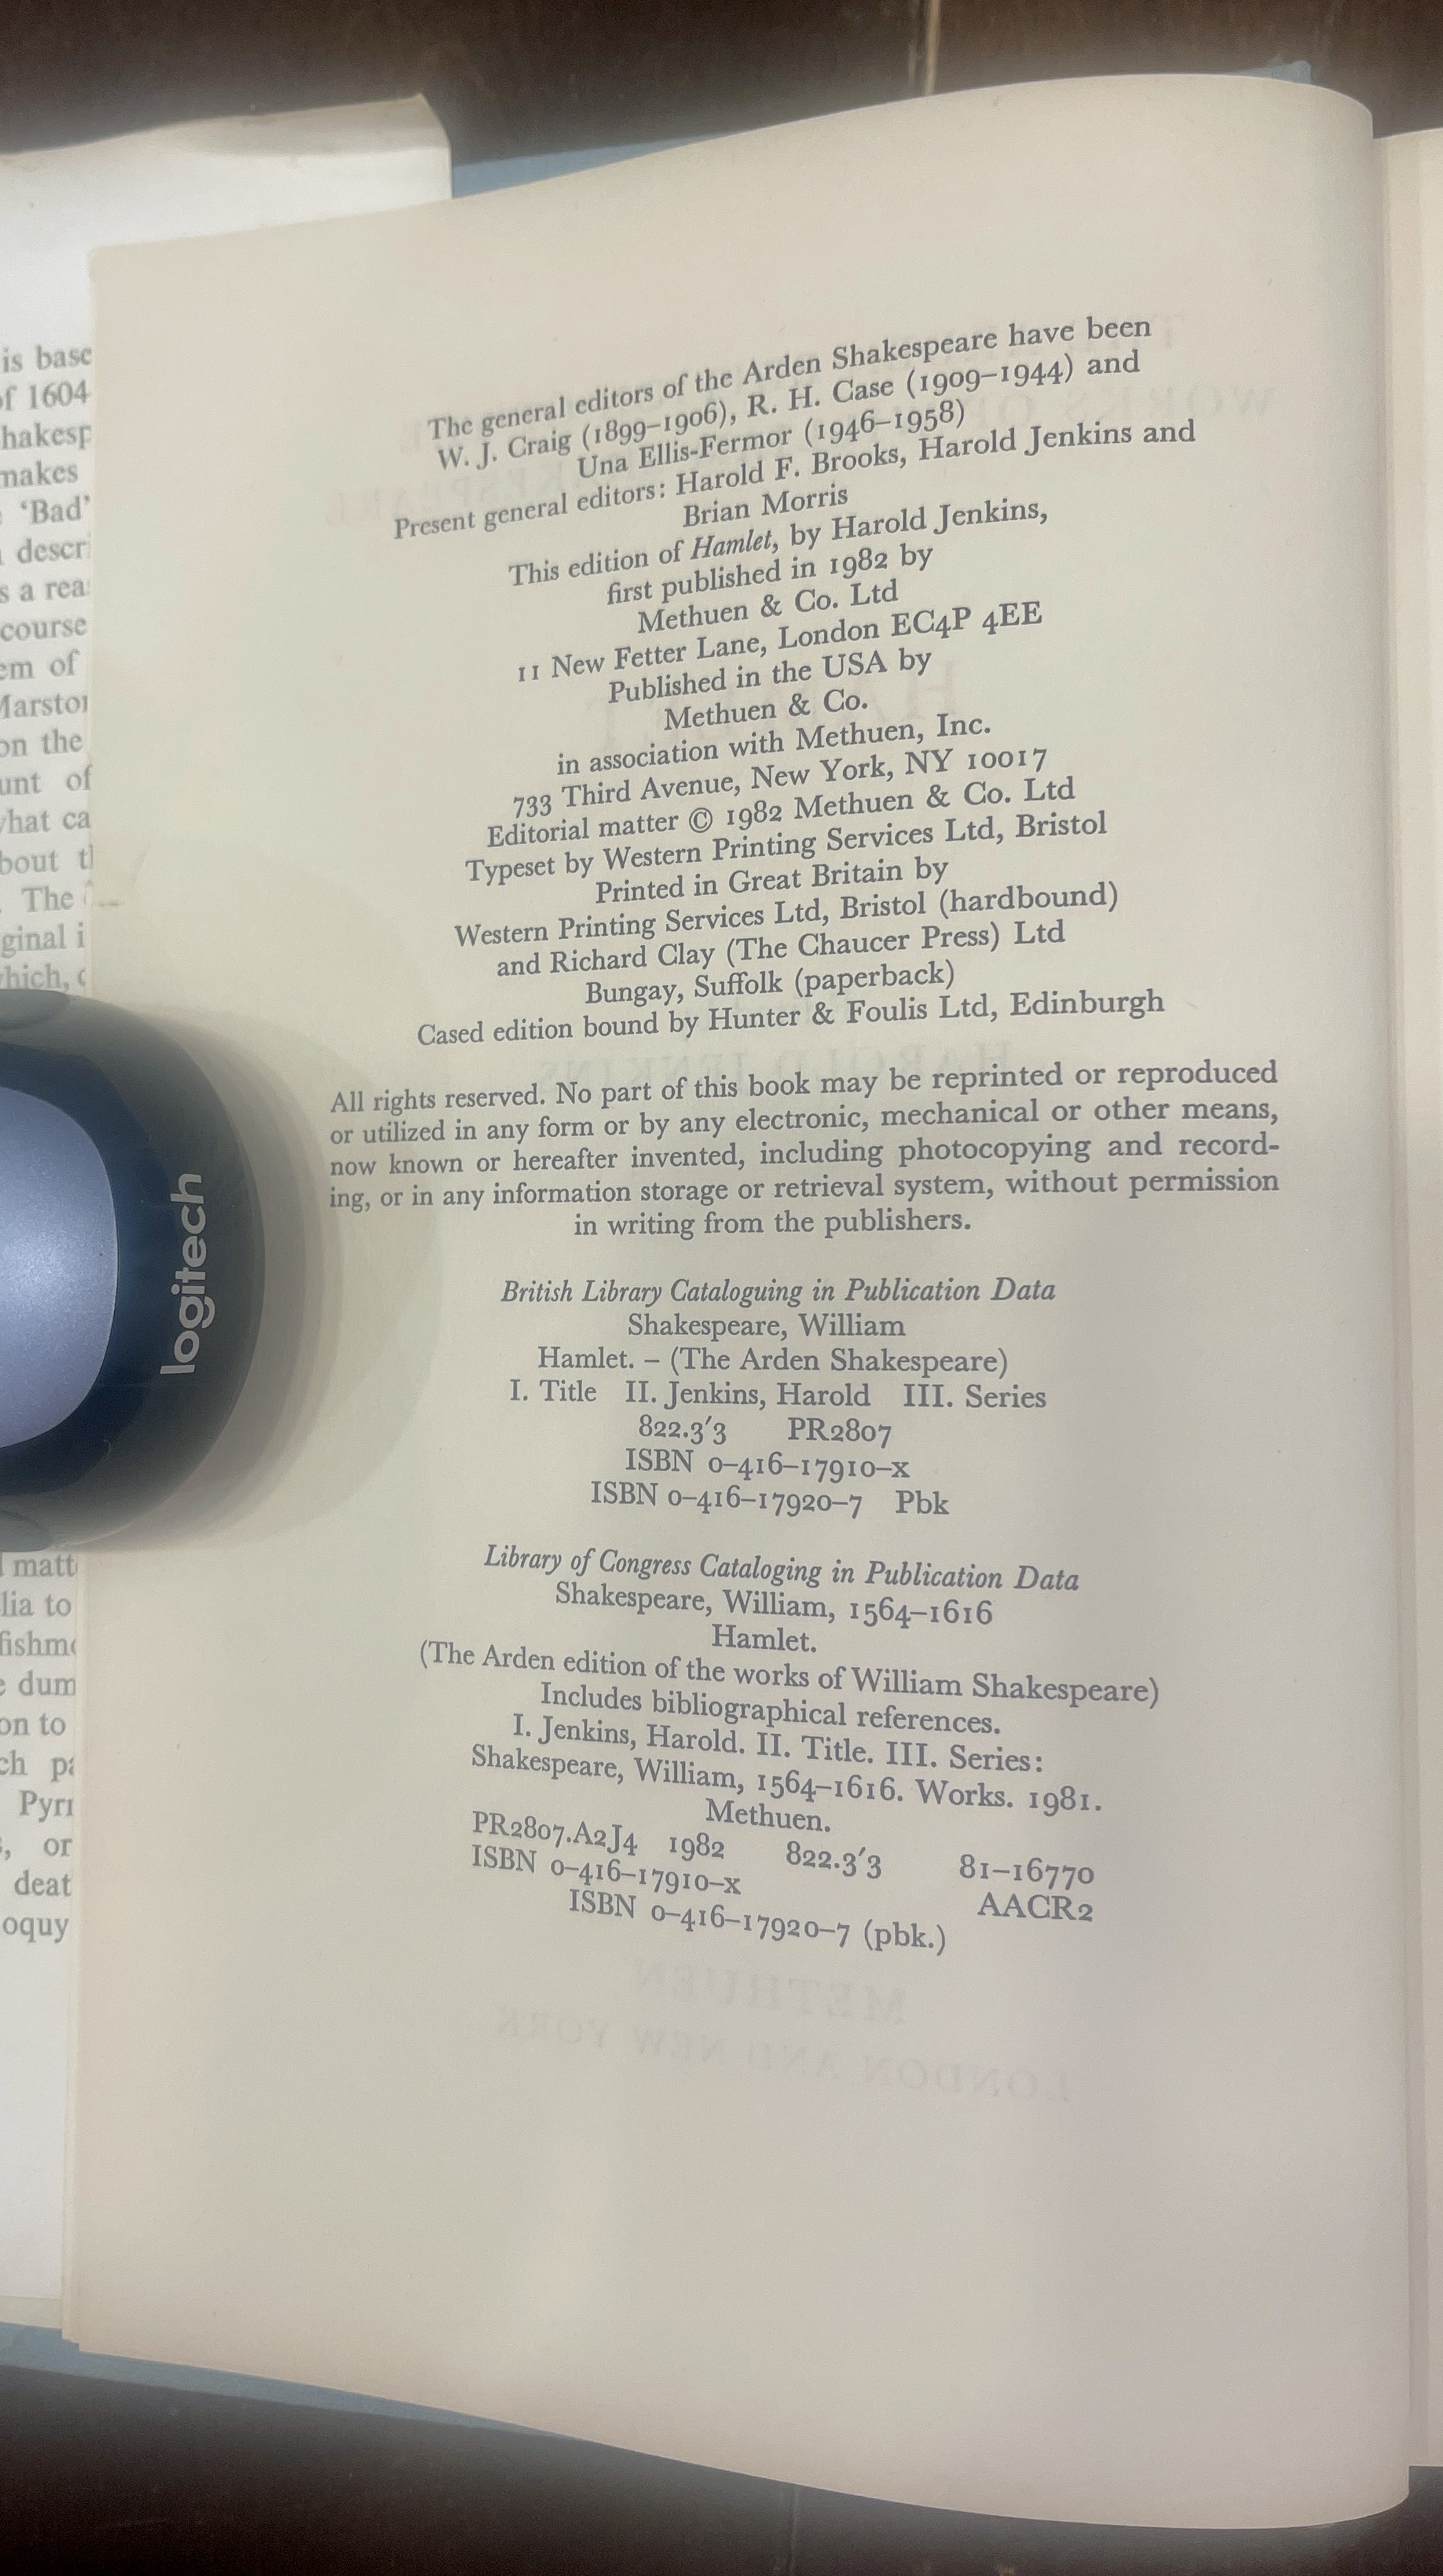 is base
of 1604
makes
'Bad'
descri
s a rea
course
em of
on the
unt of
what ca
bout t
The
ginal i
which,
matt
lia to
dum
on to
or
deat
oquy
The general editors of the Arden Shakespeare have been
W. J. Craig (1899–1906), R. H. Case (1909–1944) and
Una Ellis-Fermor (1946–1958)
Present general editors: Harold F. Brooks, Harold Jenkins and
Brian Morris
This edition of Hamlet, by Harold Jenkins,
first published in 1982 by
Methuen & Co. Ltd
11 New Fetter Lane, London EC4P 4EE
Published in the USA by
Methuen & Co.
in association with Methuen, Inc.
733 Third Avenue, New York, NY 10017
Editorial matter © 1982 Methuen & Co. Ltd
Typeset by Western Printing Services Ltd, Bristol
Printed in Great Britain by
Western Printing Services Ltd, Bristol (hardbound)
and Richard Clay (The Chaucer Press) Ltd
Bungay, Suffolk (paperback)
Cased edition bound by Hunter & Foulis Ltd, Edinburgh
All rights reserved. No part of this book may be reprinted or reproduced
or utilized in any form or by any electronic, mechanical or other means,
now known or hereafter invented, including photocopying and record-
ing, or in any information storage or retrieval system, without permission
in writing from the publishers.
British Library Cataloguing in Publication Data
Shakespeare, William
Hamlet. – (The Arden Shakespeare)
I. Title II. Jenkins, Harold III. Series
822.3′3 PR2807
ISBN 0–416–17910–x
ISBN 0–416–17920–7 Pbk
Library of Congress Cataloging in Publication Data
Shakespeare, William, 1564–1616
Hamlet.
(The Arden edition of the works of William Shakespeare)
Includes bibliographical references.
I. Jenkins, Harold. II. Title. III. Series:
Shakespeare, William, 1564–1616. Works. 1981.
Methuen.
PR2807.A2J4 1982 822.3′3 81–16770
ISBN 0–416–17910–x AACR2
ISBN 0–416–17920–7 (pbk.)
logitech
METHUEN
LONDON AND NEW YORK